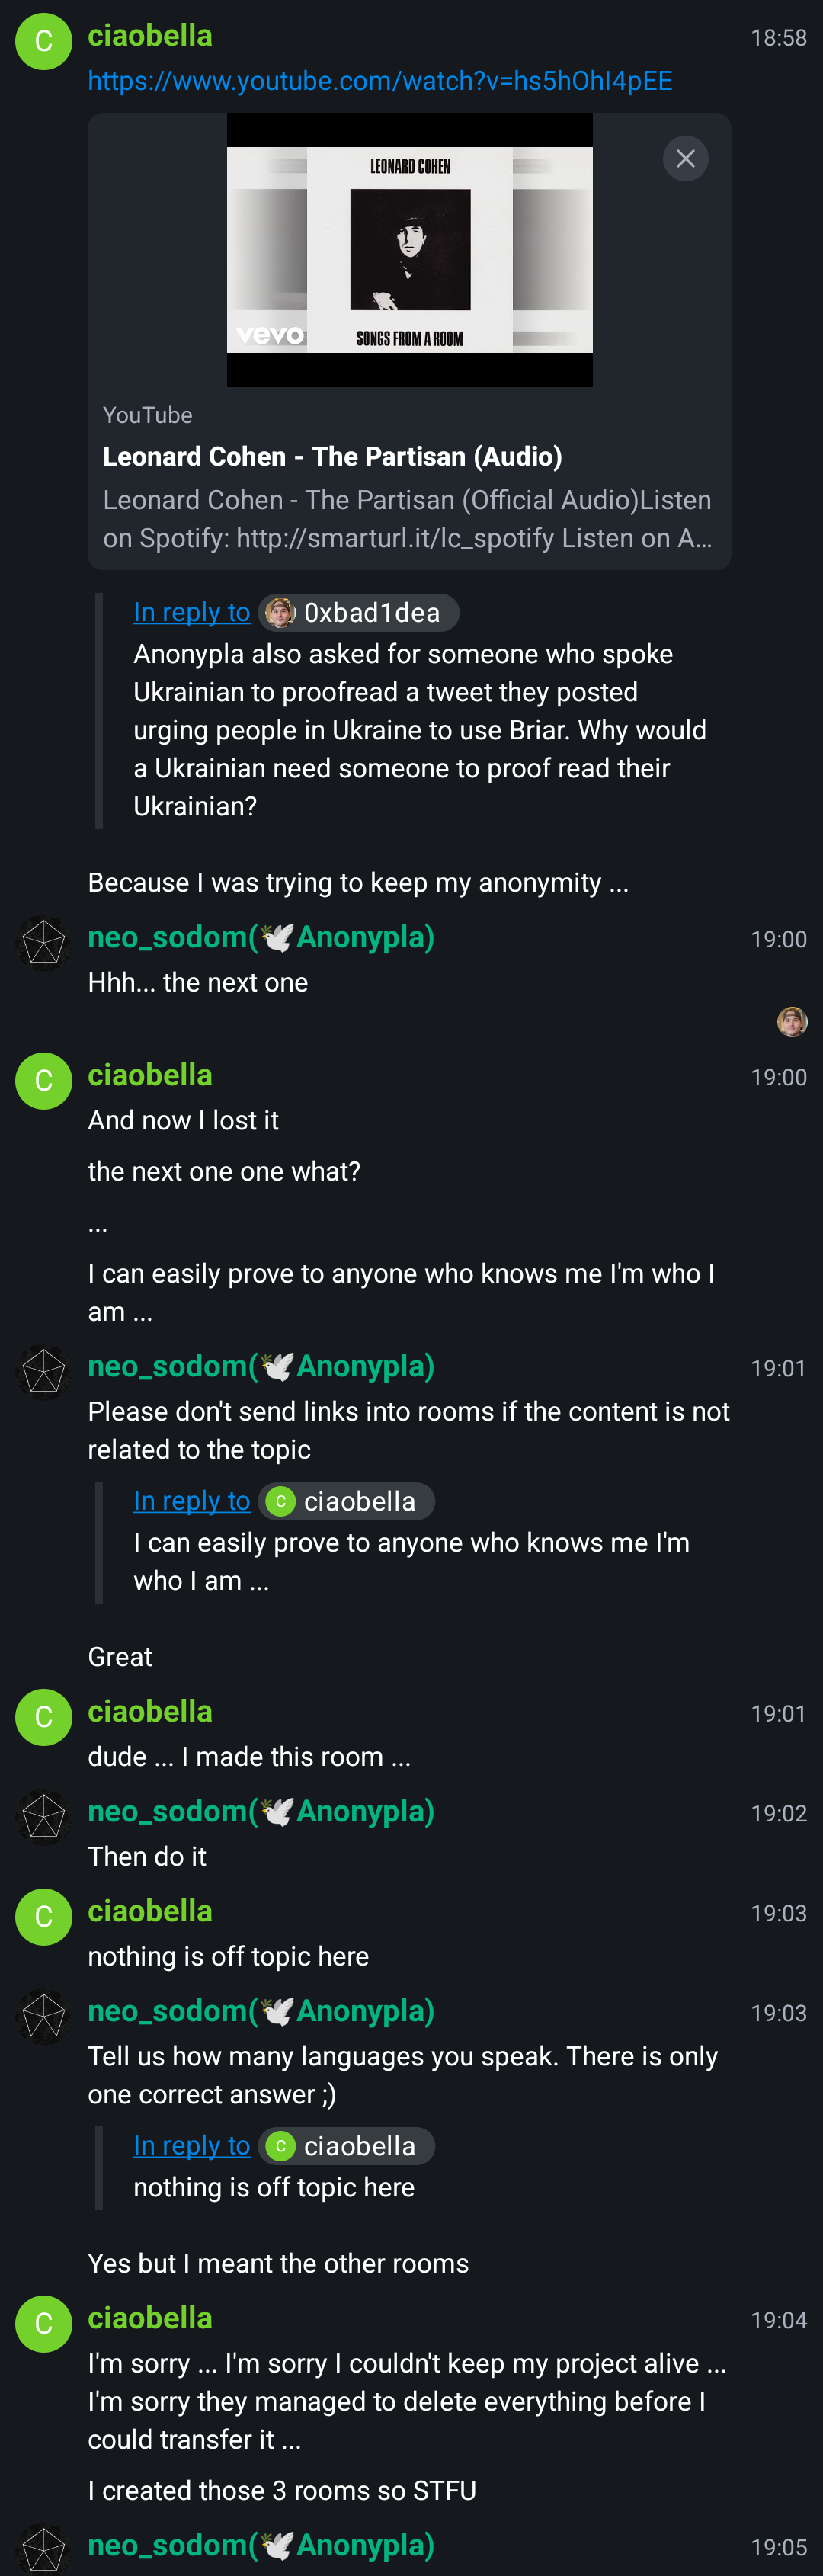 C
ciaobella
18:58
https://www.youtube.com/watch?v=hs5hOhI4pEE
LEONARD COHEN
vevo
SONGS FROM A ROOM
YouTube
Leonard Cohen - The Partisan (Audio)
Leonard Cohen - The Partisan (Official Audio)Listen
on Spotify: http://smarturl.it/lc_spotify Listen on A...
In reply to 0xbad1dea
Anonypla also asked for someone who spoke
Ukrainian to proofread a tweet they posted
urging people in Ukraine to use Briar. Why would
a Ukrainian need someone to proof read their
Ukrainian?
Because I was trying to keep my anonymity ...
neo_sodom(🕊️Anonypla)
19:00
Hhh... the next one
C
ciaobella
19:00
And now I lost it
the next one one what?
...
I can easily prove to anyone who knows me I'm who I
am ...
neo_sodom(🕊️Anonypla)
19:01
Please don't send links into rooms if the content is not
related to the topic
In reply to C ciaobella
I can easily prove to anyone who knows me I'm
who I am ...
Great
C
ciaobella
19:01
dude ... I made this room ...
neo_sodom(🕊️Anonypla)
19:02
Then do it
C
ciaobella
19:03
nothing is off topic here
neo_sodom(🕊️Anonypla)
19:03
Tell us how many languages you speak. There is only
one correct answer ;)
In reply to C ciaobella
nothing is off topic here
Yes but I meant the other rooms
C
ciaobella
19:04
I'm sorry ... I'm sorry I couldn't keep my project alive ...
I'm sorry they managed to delete everything before I
could transfer it ...
I created those 3 rooms so STFU
neo_sodom(🕊️Anonypla)
19:05